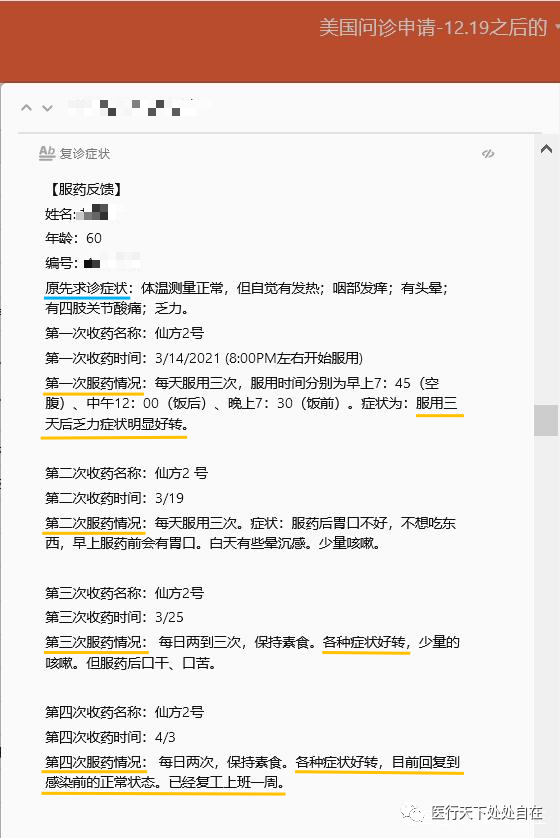 美国问诊申请-12.19之后的
Ab 复诊症状
【服药反馈】
姓名:
年龄：60
编号：
原先求诊症状：体温测量正常，但自觉有发热；咽部发痒；有头晕；
有四肢关节酸痛；乏力。
第一次收药名称：仙方2号
第一次收药时间：3/14/2021 (8:00PM左右开始服用)
第一次服药情况：每天服用三次，服用时间分别为早上7：45（空
腹）、中午12：00（饭后）、晚上7：30（饭前）。症状为：服用三
天后乏力症状明显好转。
第二次收药名称：仙方2 号
第二次收药时间：3/19
第二次服药情况：每天服用三次。症状：服药后胃口不好，不想吃东
西，早上服药前会有胃口。白天有些晕沉感。少量咳嗽。
第三次收药名称：仙方2号
第三次收药时间：3/25
第三次服药情况： 每日两到三次，保持素食。各种症状好转，少量的
咳嗽。但服药后口干、口苦。
第四次收药名称：仙方2号
第四次收药时间：4/3
第四次服药情况： 每日两次，保持素食。各种症状好转，目前回复到
感染前的正常状态。已经复工上班一周。
医行天下处处自在